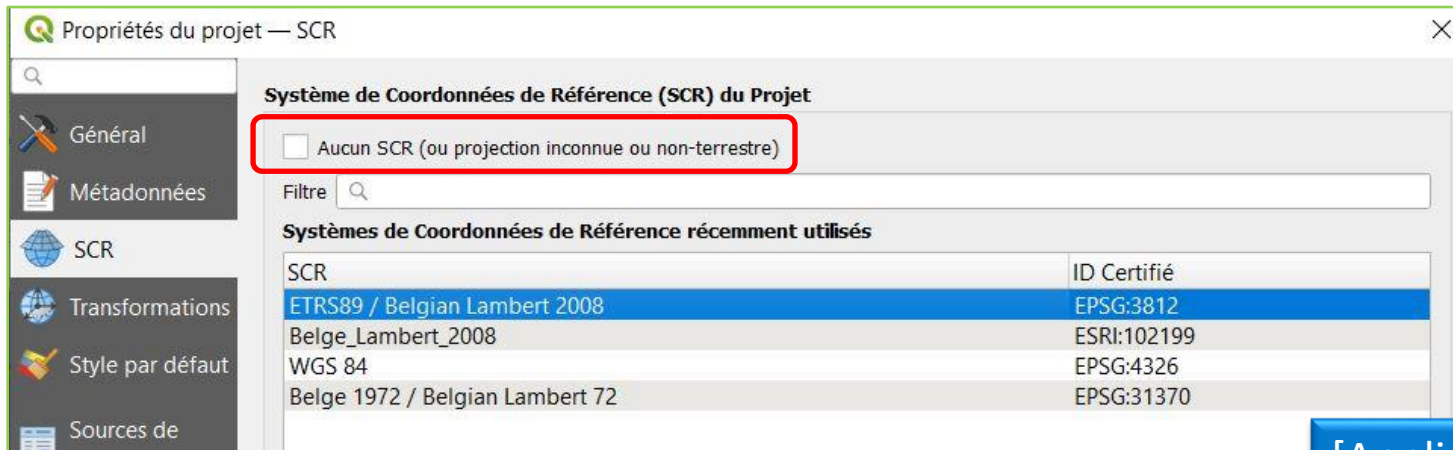 Propriétés du projet — SCR
Système de Coordonnées de Référence (SCR) du Projet
Général
Aucun SCR (ou projection inconnue ou non-terrestre)
Métadonnées
Filtre
SCR
Systèmes de Coordonnées de Référence récemment utilisés
SCR ID Certifié
Transformations
ETRS89 / Belgian Lambert 2008 EPSG:3812
Belge_Lambert_2008 ESRI:102199
Style par défaut
WGS 84 EPSG:4326
Belge 1972 / Belgian Lambert 72 EPSG:31370
Sources de